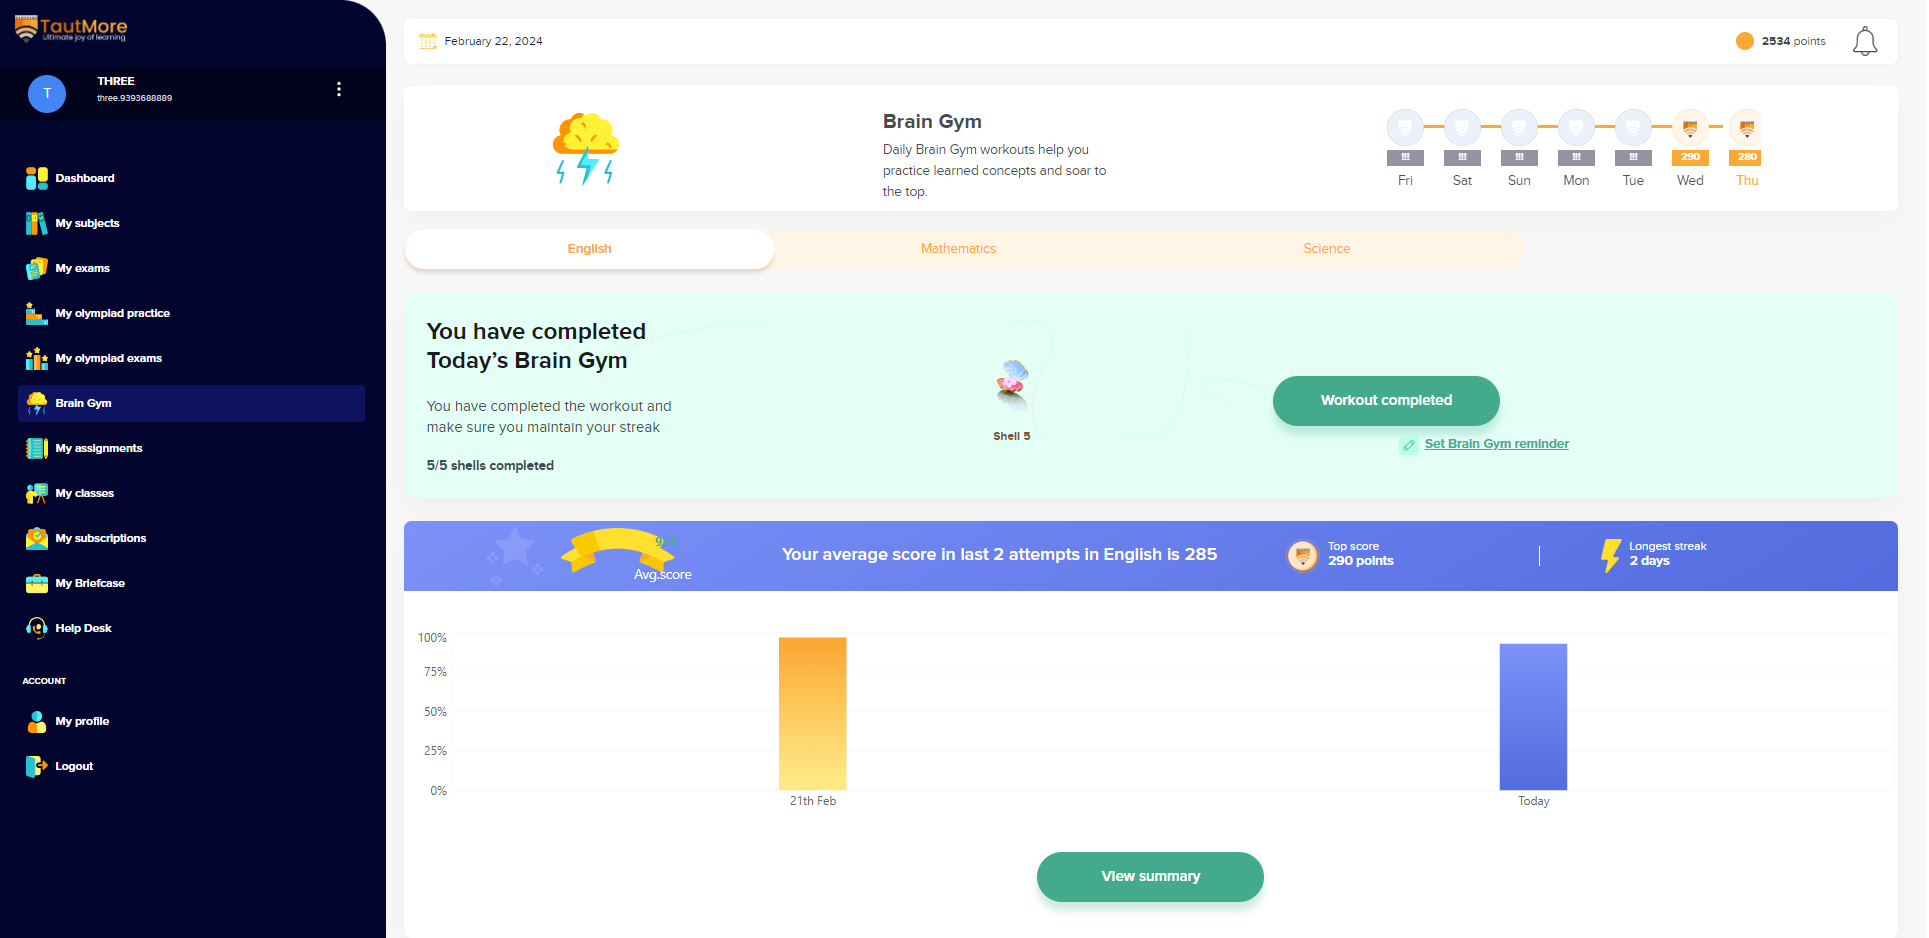 TautMore
Ultimate joy of learning
T
THREE
three.9393688889
Dashboard
My subjects
My exams
My olympiad practice
My olympiad exams
Brain Gym
My assignments
My classes
My subscriptions
My Briefcase
Help Desk
ACCOUNT
My profile
Logout
February 22, 2024
2534 points
Brain Gym
Daily Brain Gym workouts help you
practice learned concepts and soar to
the top.
!!! !!! !!! !!! !!! 290 280
Fri Sat Sun Mon Tue Wed Thu
English Mathematics Science
You have completed
Today’s Brain Gym
You have completed the workout and
make sure you maintain your streak
5/5 shells completed
Shell 5
Workout completed
Set Brain Gym reminder
Avg.score
Your average score in last 2 attempts in English is 285
Top score
290 points
Longest streak
2 days
100%
75%
50%
25%
0%
21th Feb Today
View summary